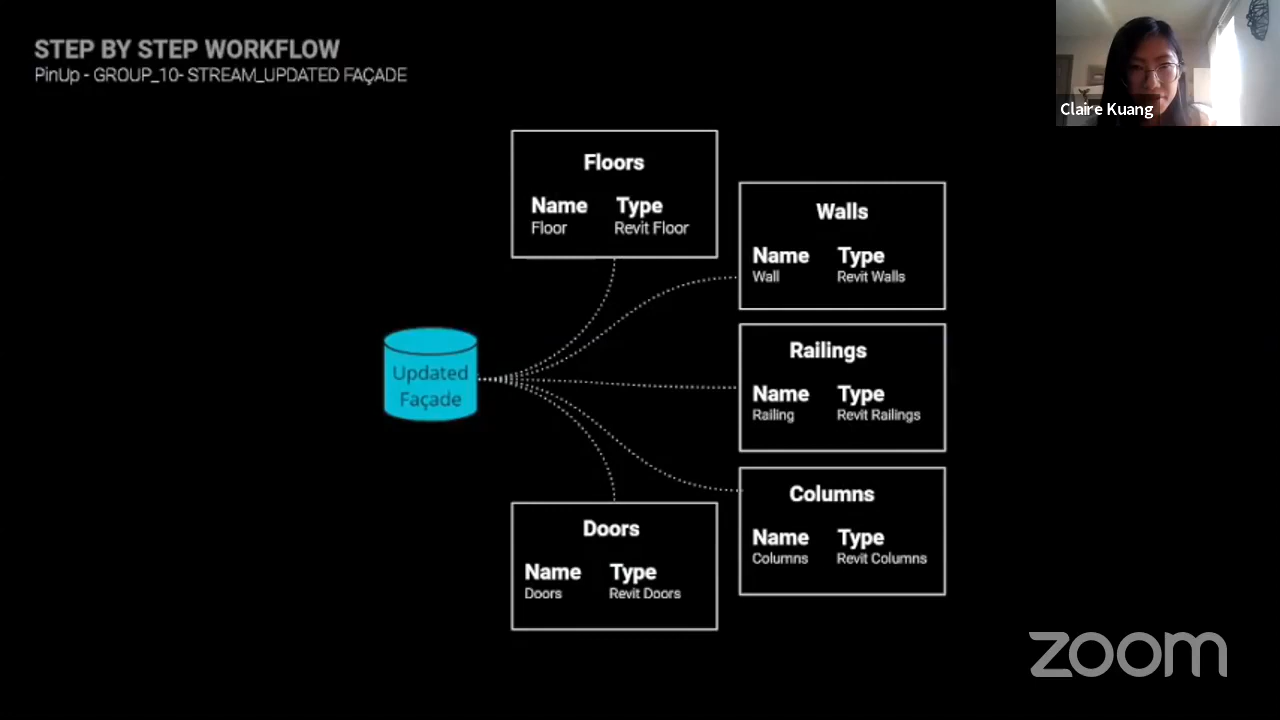 STEP BY STEP WORKFLOW
PinUp - GROUP_10- STREAM_UPDATED FAÇADE
Claire Kuang
Floors
Name Type
Floor Revit Floor
Walls
Name Type
Wall Revit Walls
Updated
Façade
Railings
Name Type
Railing Revit Railings
Columns
Name Type
Columns Revit Columns
Doors
Name Type
Doors Revit Doors
zoom